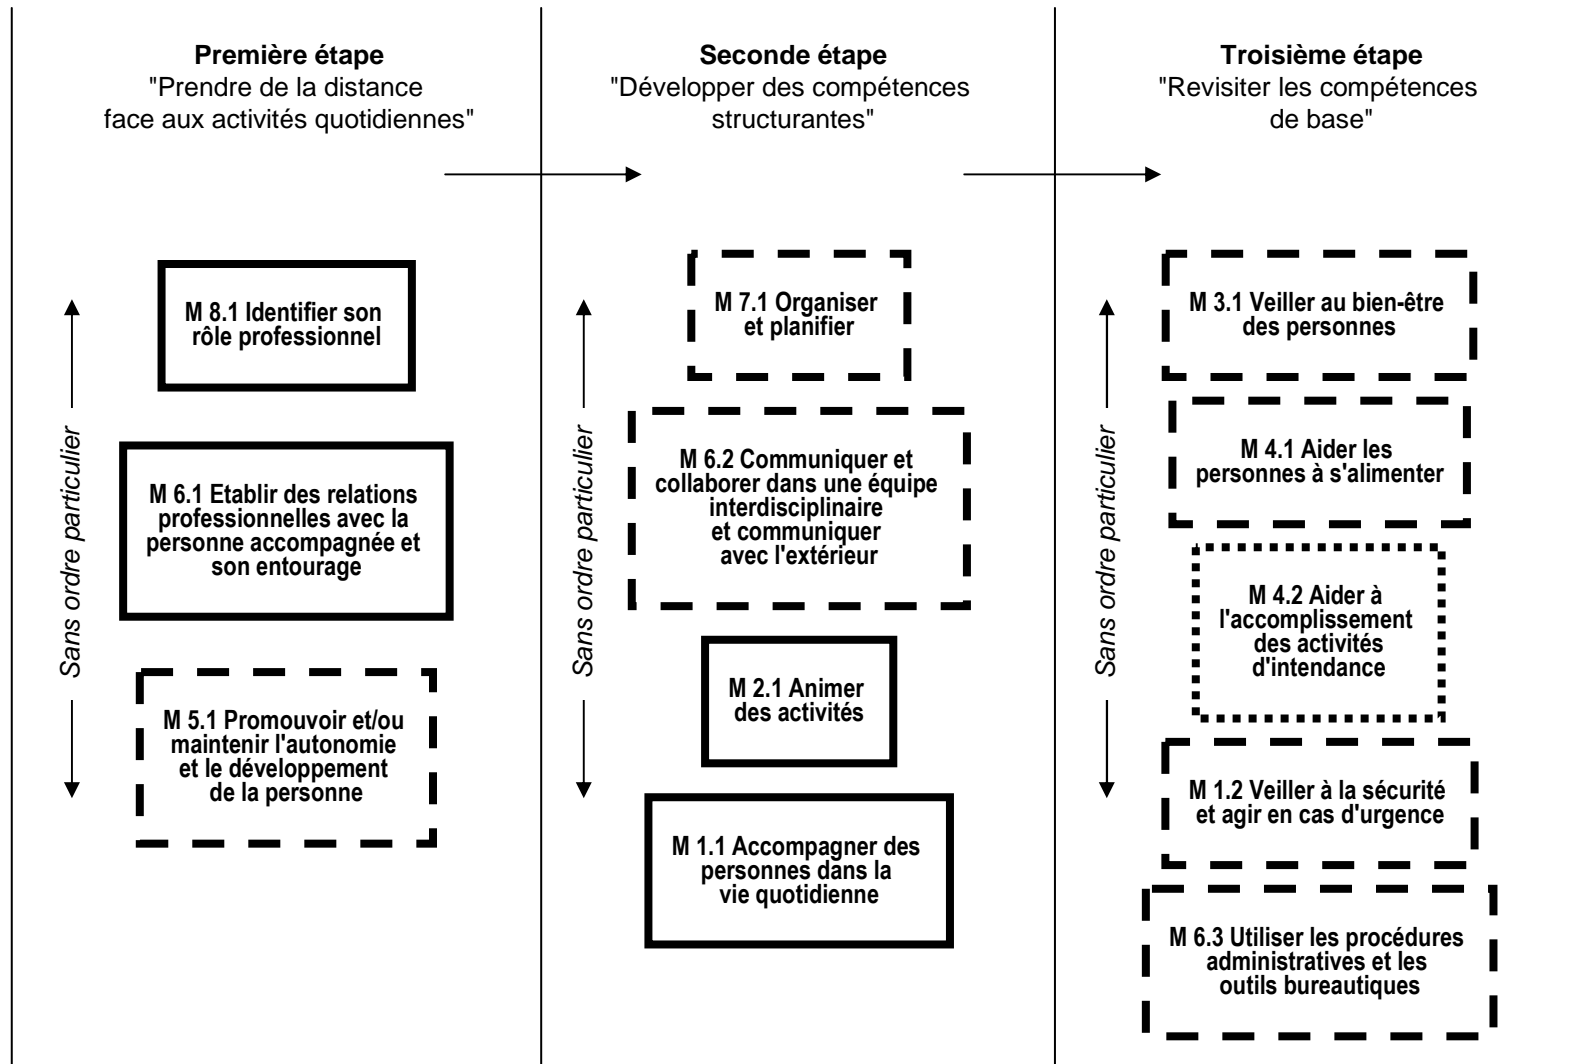 Première étape
"Prendre de la distance
face aux activités quotidiennes"
Sans ordre particulier
M 8.1 Identifier son
rôle professionnel
M 6.1 Etablir des relations
professionnelles avec la
personne accompagnée et
son entourage
M 5.1 Promouvoir et/ou
maintenir l'autonomie
et le développement
de la personne
Seconde étape
"Développer des compétences
structurantes"
Sans ordre particulier
M 7.1 Organiser
et planifier
M 6.2 Communiquer et
collaborer dans une équipe
interdisciplinaire
et communiquer
avec l'extérieur
M 2.1 Animer
des activités
M 1.1 Accompagner des
personnes dans la
vie quotidienne
Troisième étape
"Revisiter les compétences
de base"
Sans ordre particulier
M 3.1 Veiller au bien-être
des personnes
M 4.1 Aider les
personnes à s'alimenter
M 4.2 Aider à
l'accomplissement
des activités
d'intendance
M 1.2 Veiller à la sécurité
et agir en cas d'urgence
M 6.3 Utiliser les procédures
administratives et les
outils bureautiques